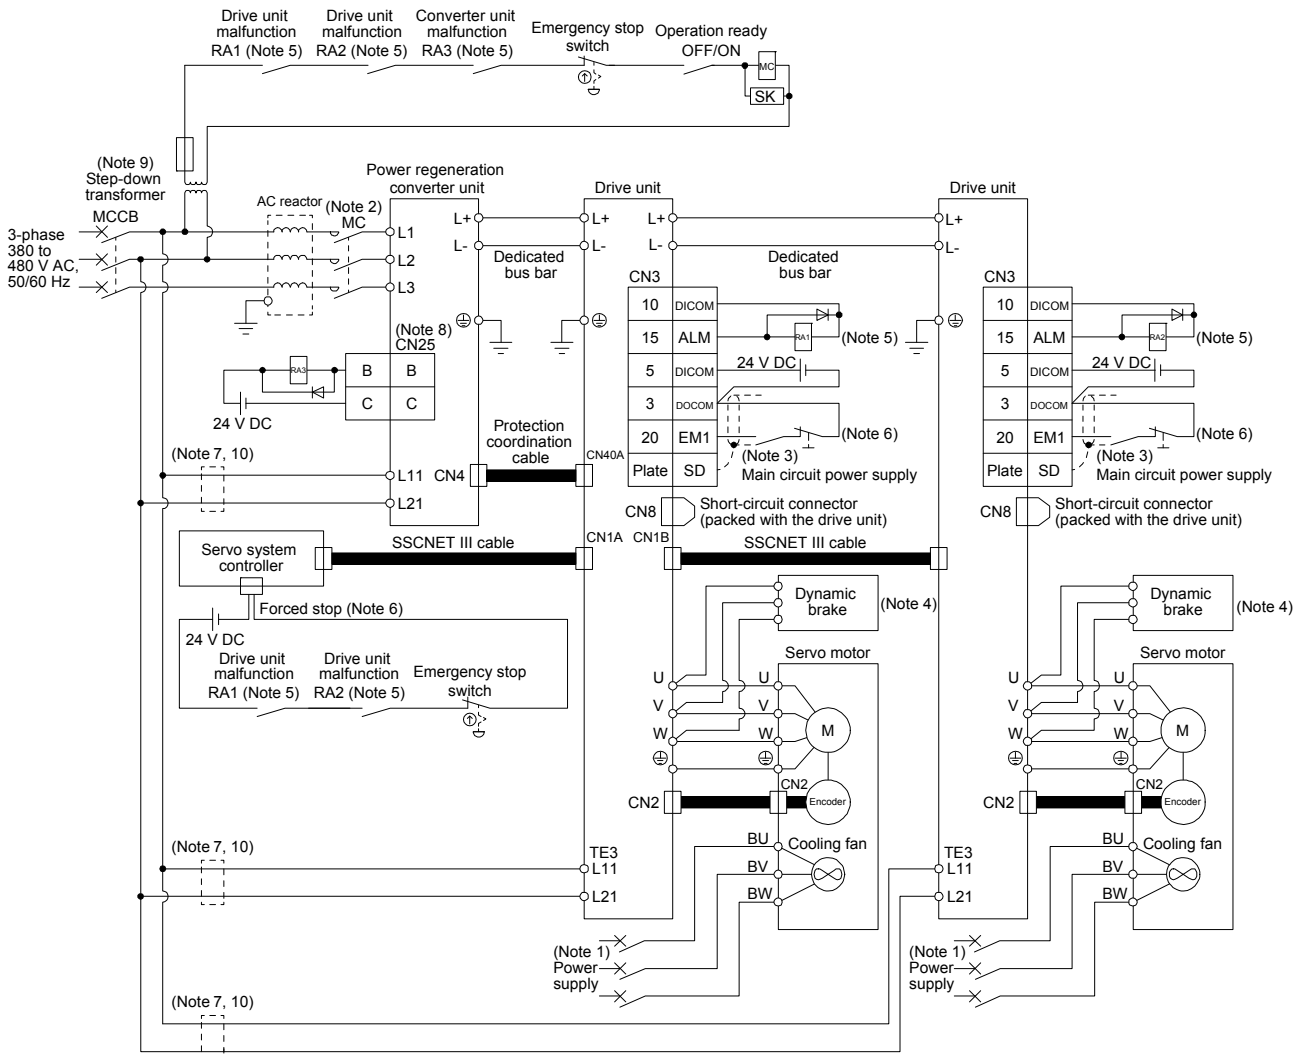 Drive unit
malfunction
RA1 (Note 5)
Drive unit
malfunction
RA2 (Note 5)
Converter unit
malfunction
RA3 (Note 5)
Emergency stop
switch
Operation ready
OFF/ON
MC
SK
(Note 9)
Step-down
transformer
MCCB
3-phase
380 to
480 V AC,
50/60 Hz
AC reactor
(Note 2)
MC
Power regeneration
converter unit
L1
L2
L3
L+
L-
Dedicated
bus bar
Drive unit
L+
L-
L+
L-
Dedicated
bus bar
Drive unit
L+
L-
(Note 8)
CN25
B
B
C
C
RA3
24 V DC
CN3
10
DICOM
15
ALM
5
DICOM
3
DOCOM
20
EM1
Plate
SD
RA1
(Note 5)
24 V DC
(Note 6)
(Note 3)
Main circuit power supply
CN3
10
DICOM
15
ALM
5
DICOM
3
DOCOM
20
EM1
Plate
SD
RA2
(Note 5)
24 V DC
(Note 6)
(Note 3)
Main circuit power supply
(Note 7, 10)
L11
L21
CN4
Protection
coordination
cable
CN40A
CN8
Short-circuit connector
(packed with the drive unit)
CN8
Short-circuit connector
(packed with the drive unit)
Servo system
controller
SSCNET III cable
CN1A
CN1B
SSCNET III cable
Forced stop (Note 6)
24 V DC
Drive unit
malfunction
RA1 (Note 5)
Drive unit
malfunction
RA2 (Note 5)
Emergency stop
switch
Dynamic
brake
(Note 4)
Servo motor
U
U
V
V
W
W
M
CN2
CN2
Encoder
BU
Cooling fan
BV
BW
Dynamic
brake
(Note 4)
Servo motor
U
U
V
V
W
W
M
CN2
CN2
Encoder
BU
Cooling fan
BV
BW
(Note 7, 10)
TE3
L11
L21
TE3
L11
L21
(Note 1)
Power
supply
(Note 1)
Power
supply
(Note 7, 10)